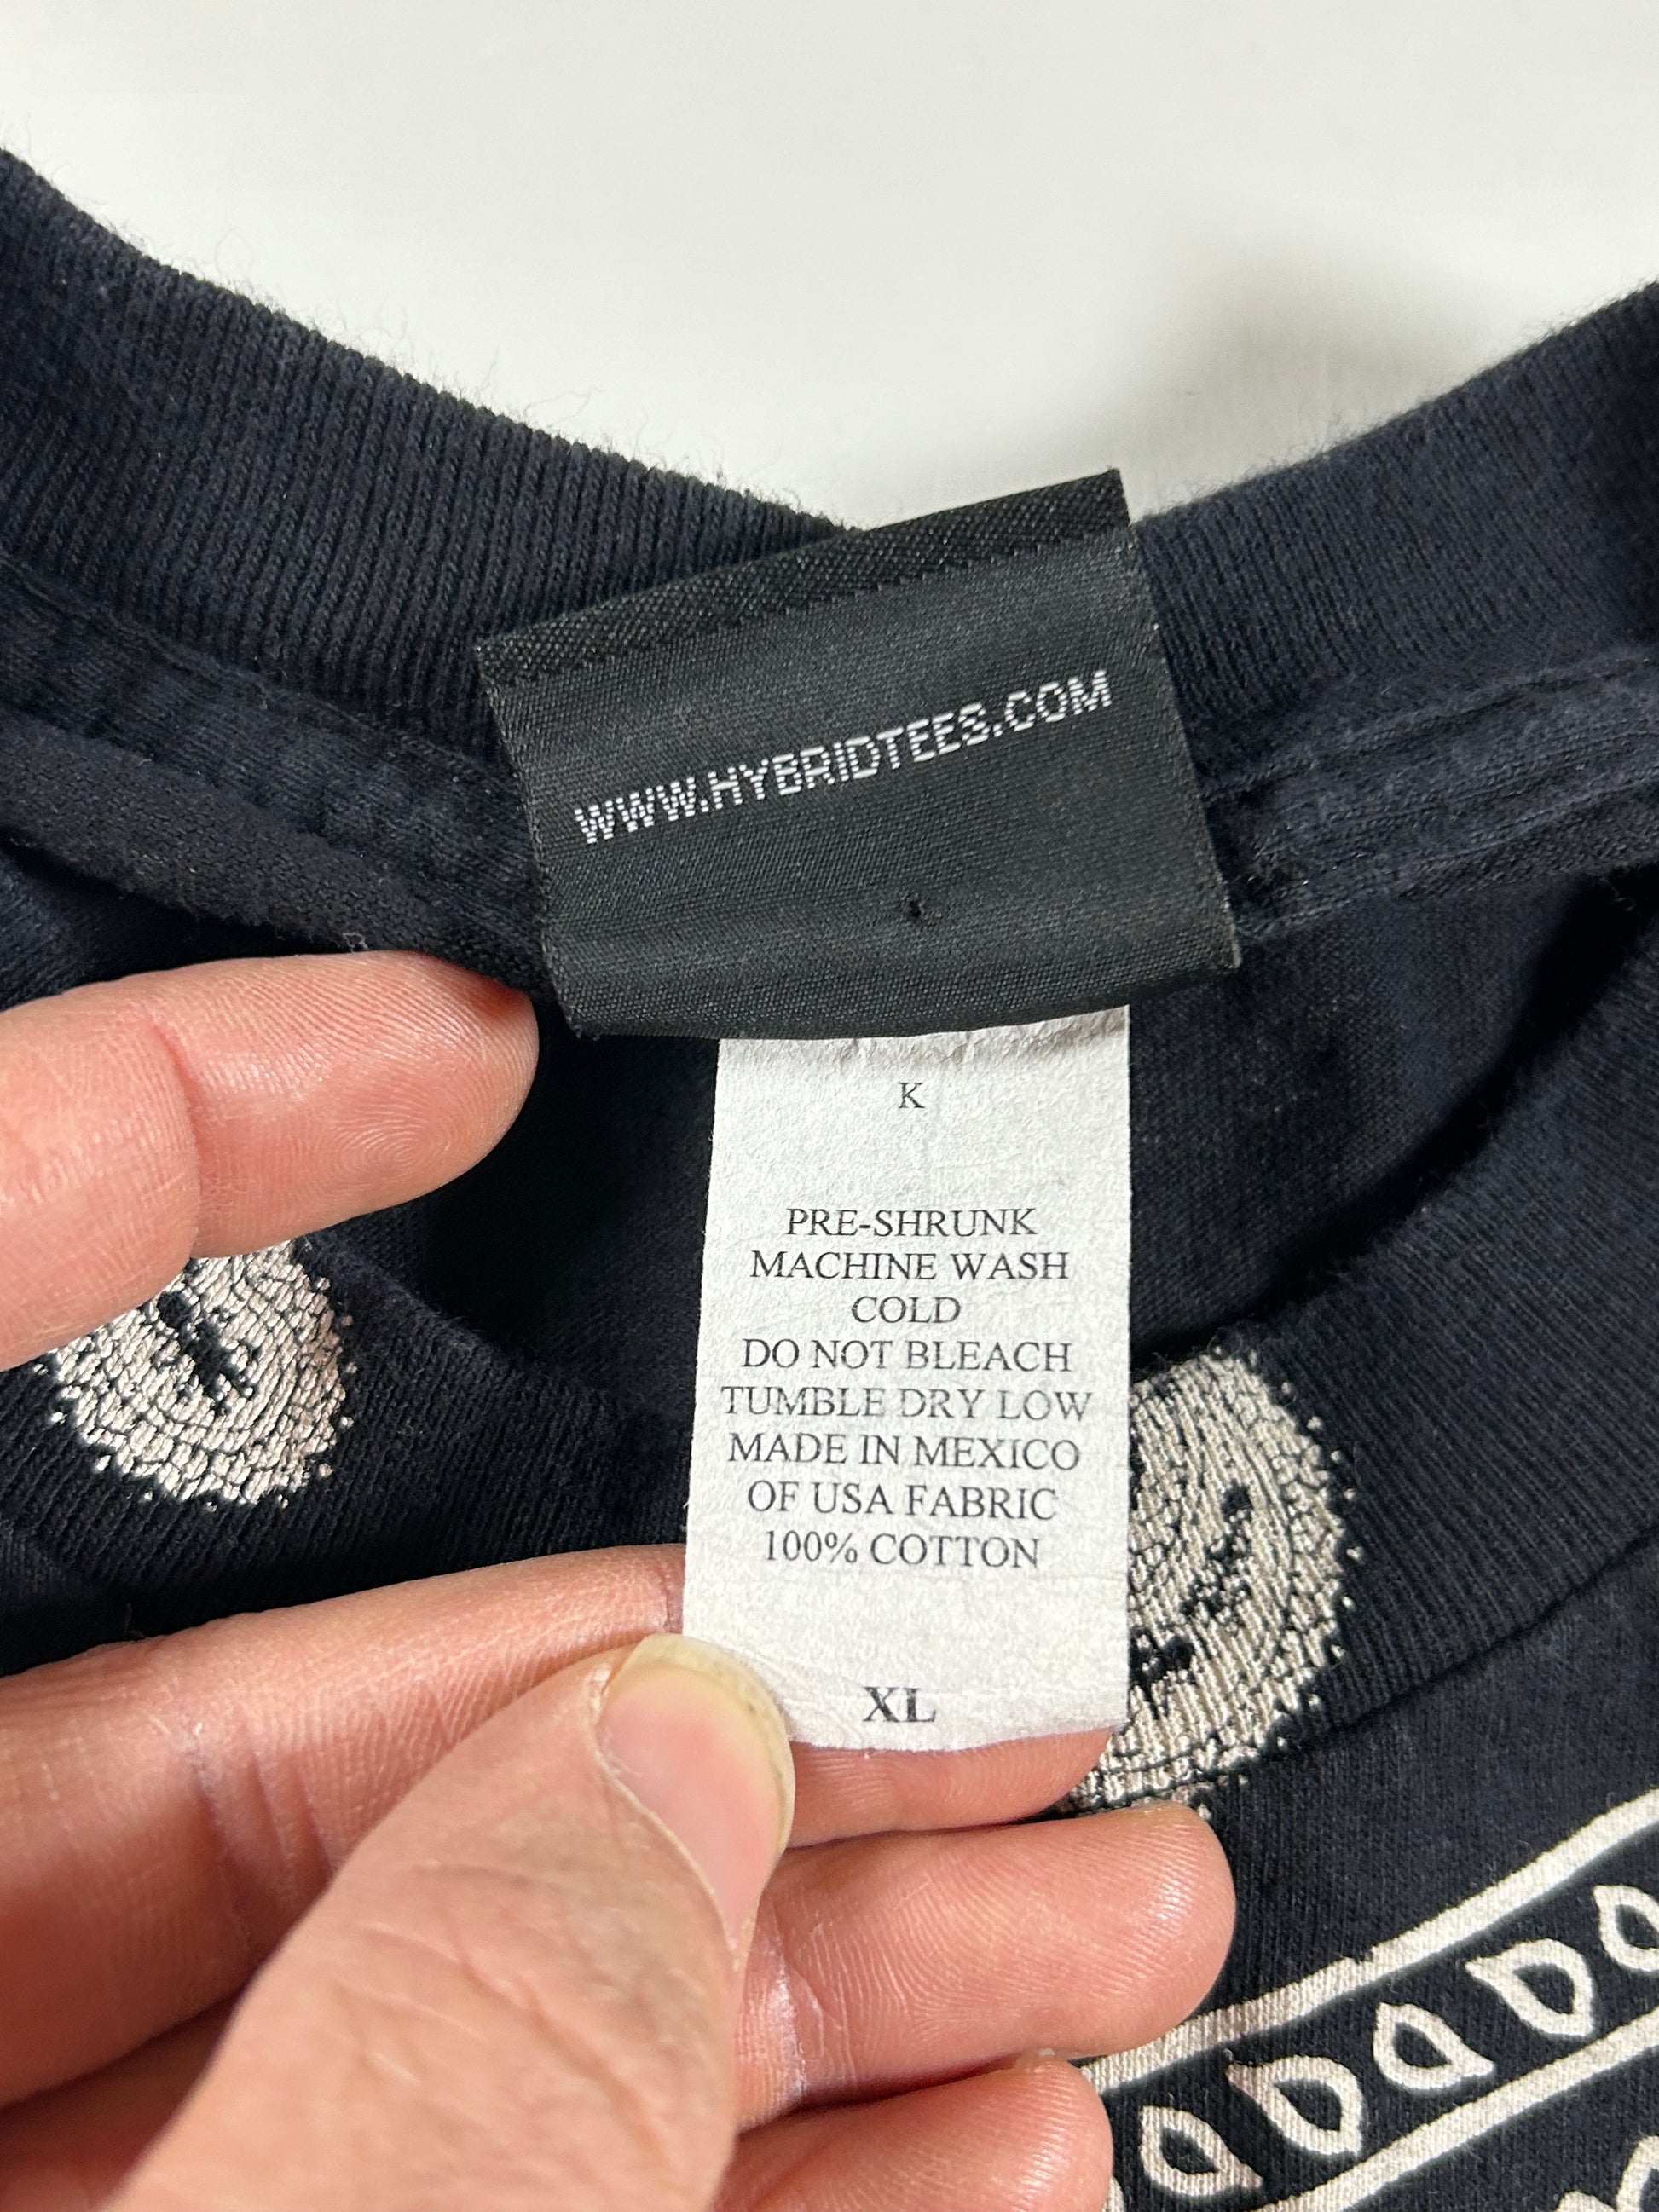 WWW.HYBRIDTEES.COM
K
PRE-SHRUNK
MACHINE WASH
COLD
DO NOT BLEACH
TUMBLE DRY LOW
MADE IN MEXICO
OF USA FABRIC
100% COTTON
XL